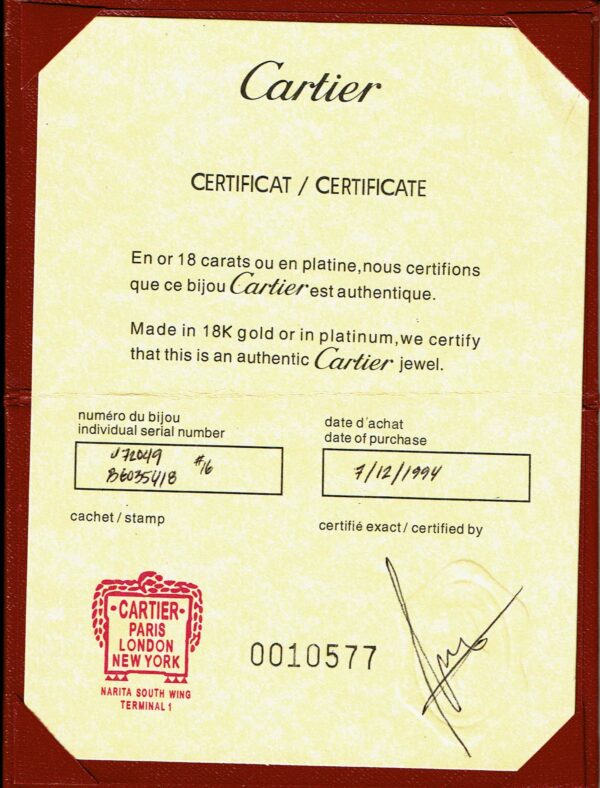 Cartier
CERTIFICAT / CERTIFICATE
En or 18 carats ou en platine,nous certifions
que ce bijou Cartier est authentique.
Made in 18K gold or in platinum,we certify
that this is an authentic Cartier jewel.
numéro du bijou
individual serial number
J72049 #16
B6035418
date d'achat
date of purchase
7/12/1994
cachet / stamp
certifié exact / certified by
·CARTIER·
PARIS
LONDON
NEW YORK
NARITA SOUTH WING
TERMINAL 1
0010577